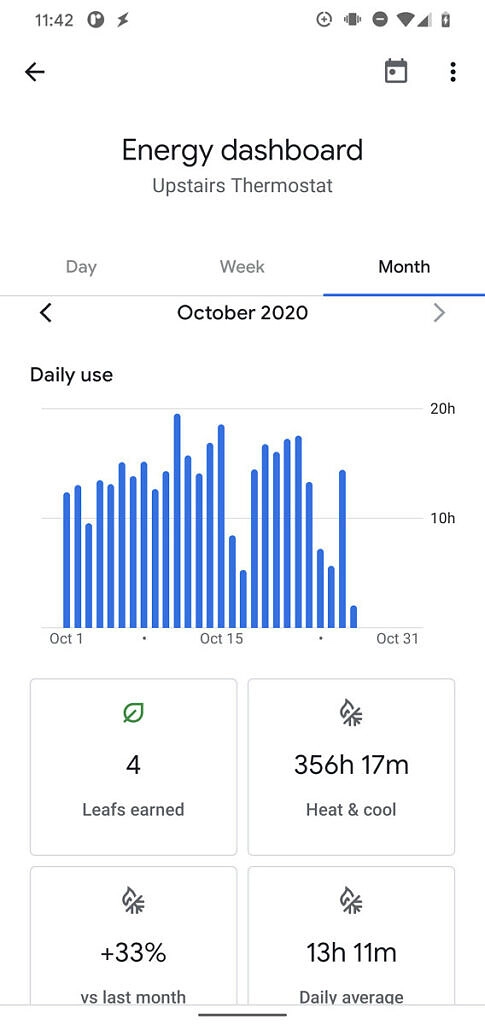 11:42
Energy dashboard
Upstairs Thermostat
Day Week Month
October 2020
Daily use
20h
10h
Oct 1 Oct 15 Oct 31
4 356h 17m
Leafs earned Heat & cool
+33% 13h 11m
vs last month Daily average